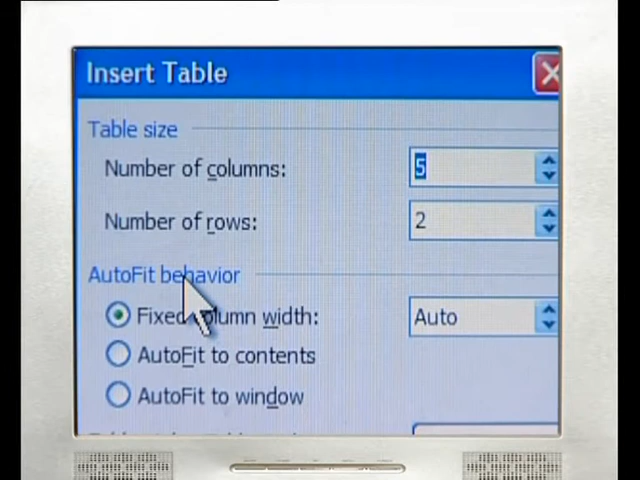 Insert Table
Table size
Number of columns: 5
Number of rows: 2
AutoFit behavior
Fixed column width: Auto
AutoFit to contents
AutoFit to window